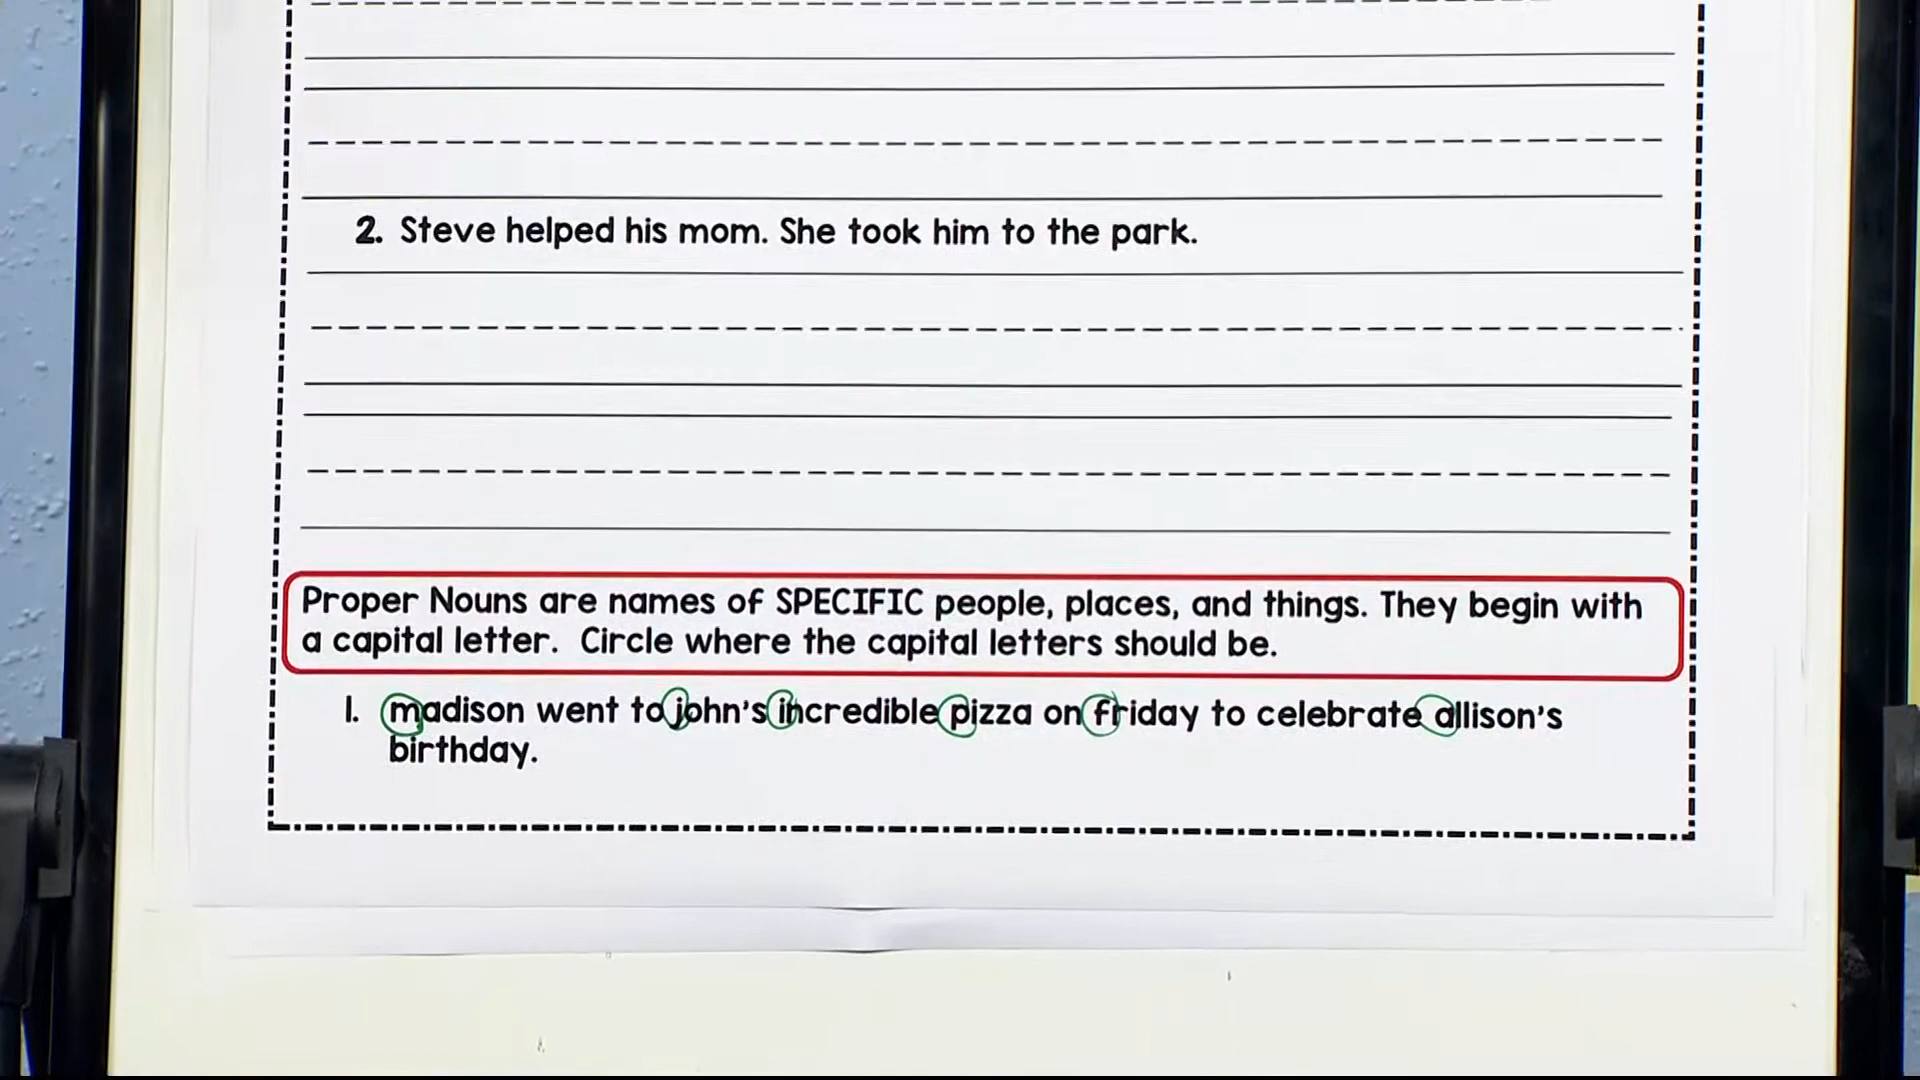 2. Steve helped his mom. She took him to the park.
Proper Nouns are names of SPECIFIC people, places, and things. They begin with
a capital letter. Circle where the capital letters should be.
1. madison went to john's incredible pizza on friday to celebrate allison's
birthday.